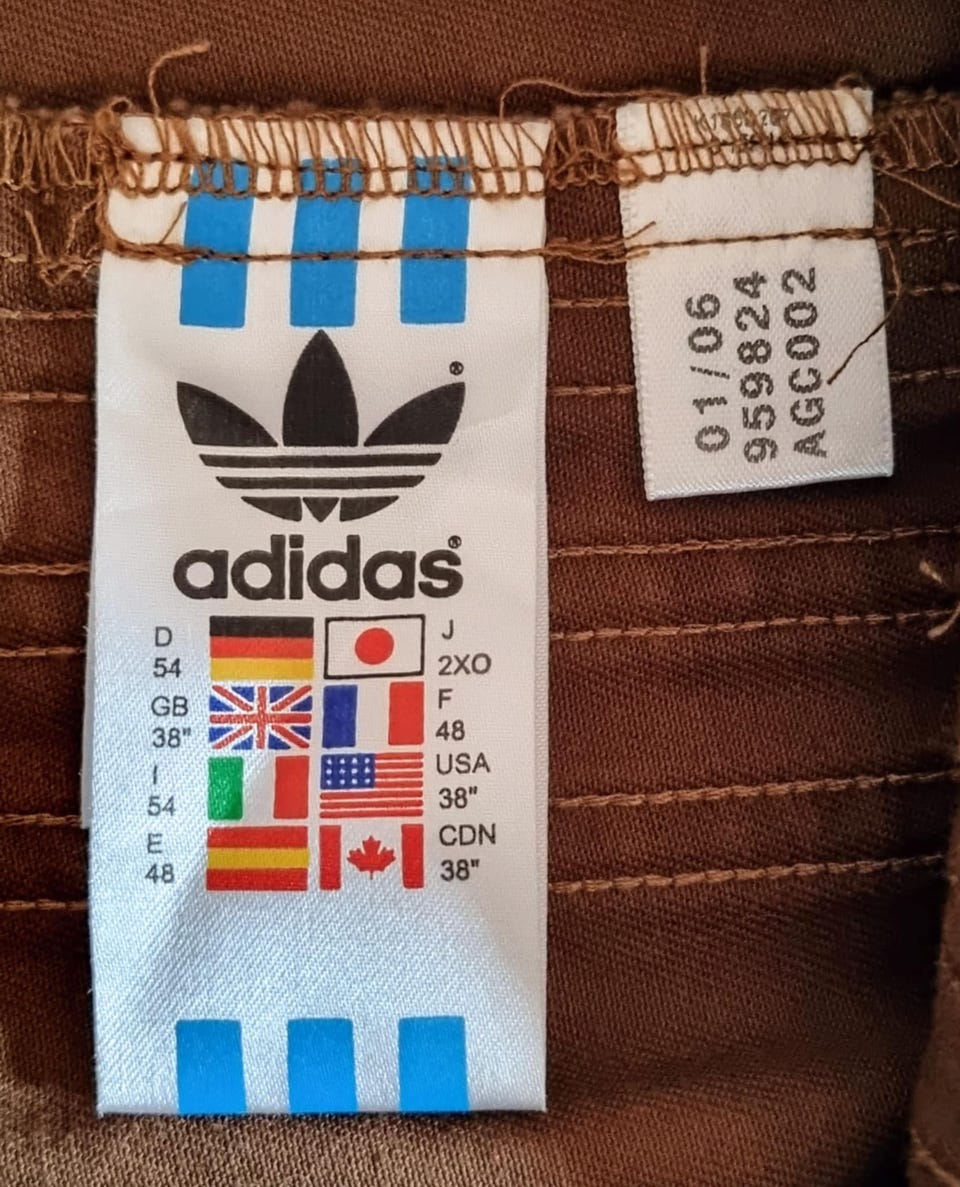 ®
adidas®
D
54
J
2XO
GB
38"
F
48
I
54
USA
38"
E
48
CDN
38"
01/06
959824
AGC002